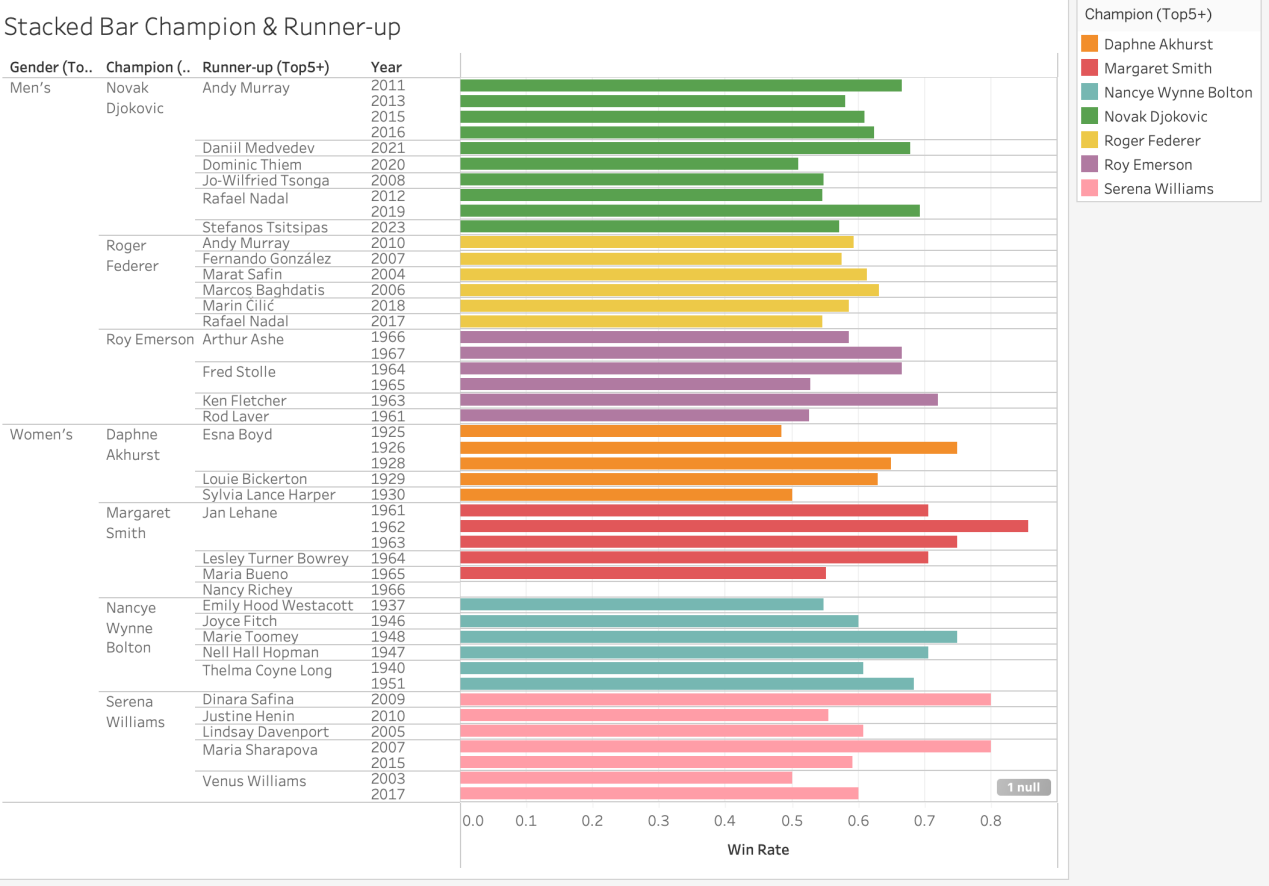 Stacked Bar Champion & Runner-up
Gender (To.. Champion (.. Runner-up (Top5+) Year
Men's Novak Andy Murray 2011
Djokovic 2013
2015
2016
Daniil Medvedev 2021
Dominic Thiem 2020
Jo-Wilfried Tsonga 2008
Rafael Nadal 2012
2019
Stefanos Tsitsipas 2023
Roger Andy Murray 2010
Federer Fernando González 2007
Marat Safin 2004
Marcos Baghdatis 2006
Marin Čilić 2018
Rafael Nadal 2017
Roy Emerson Arthur Ashe 1966
1967
Fred Stolle 1964
1965
Ken Fletcher 1963
Rod Laver 1961
Women's Daphne Esna Boyd 1925
Akhurst 1926
1928
Louie Bickerton 1929
Sylvia Lance Harper 1930
Margaret Jan Lehane 1961
Smith 1962
1963
Lesley Turner Bowrey 1964
Maria Bueno 1965
Nancy Richey 1966
Nancye Emily Hood Westacott 1937
Wynne Joyce Fitch 1946
Bolton Marie Toomey 1948
Nell Hall Hopman 1947
Thelma Coyne Long 1940
1951
Serena Dinara Safina 2009
Williams Justine Henin 2010
Lindsay Davenport 2005
Maria Sharapova 2007
2015
Venus Williams 2003
2017
1 null
0.0 0.1 0.2 0.3 0.4 0.5 0.6 0.7 0.8
Win Rate
Champion (Top5+)
Daphne Akhurst
Margaret Smith
Nancye Wynne Bolton
Novak Djokovic
Roger Federer
Roy Emerson
Serena Williams